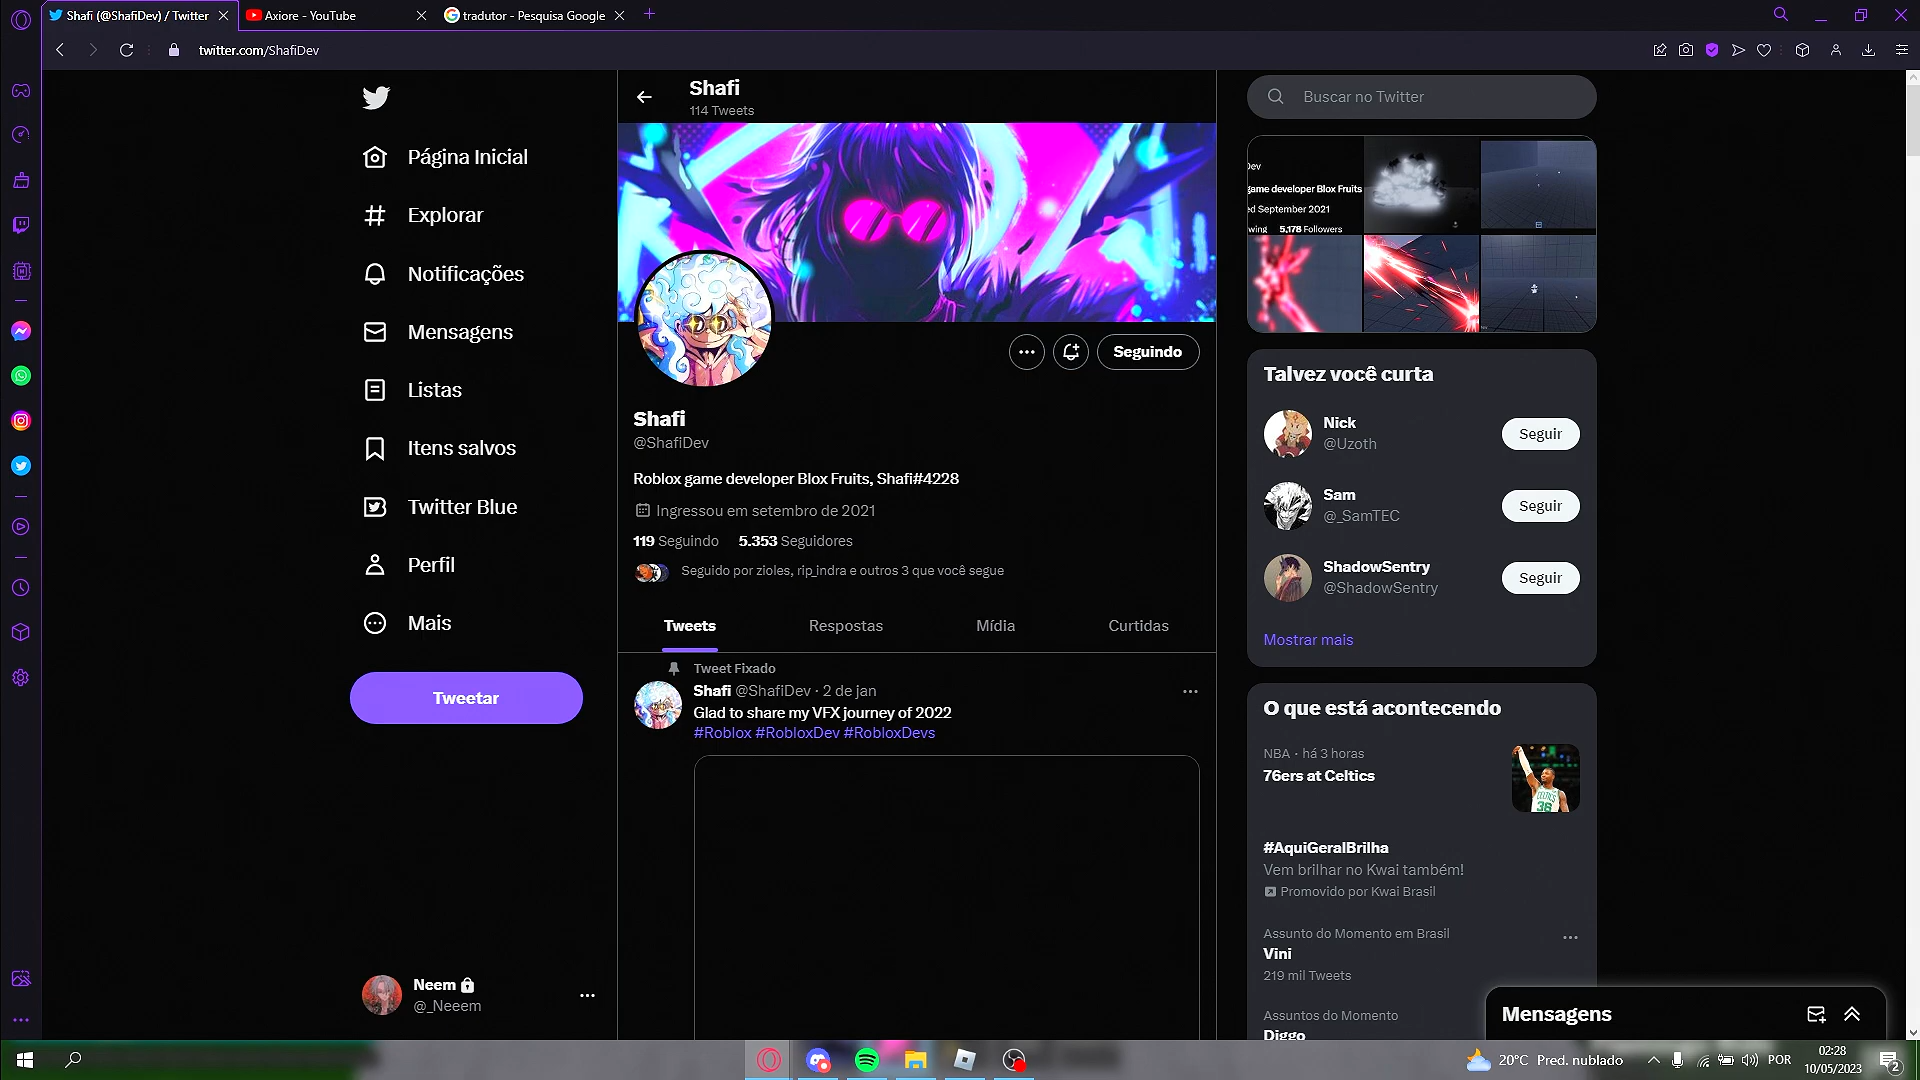 Shafi (@ShafiDev) / Twitter
Axiore - YouTube
tradutor - Pesquisa Google
twitter.com/ShafiDev
Página Inicial
Explorar
Notificações
Mensagens
Listas
Itens salvos
Twitter Blue
Perfil
Mais
Tweetar
Neem
@_Neeem
Shafi
114 Tweets
Seguindo
Shafi
@ShafiDev
Roblox game developer Blox Fruits, Shafi#4228
Ingressou em setembro de 2021
119 Seguindo 5.353 Seguidores
Seguido por zioles, rip_indra e outros 3 que você segue
Tweets Respostas Mídia Curtidas
Tweet Fixado
Shafi @ShafiDev · 2 de jan
Glad to share my VFX journey of 2022
#Roblox #RobloxDev #RobloxDevs
Buscar no Twitter
Dev
game developer Blox Fruits
ed September 2021
wing 5,178 Followers
Talvez você curta
Nick
@Uzoth
Seguir
Sam
@_SamTEC
Seguir
ShadowSentry
@ShadowSentry
Seguir
Mostrar mais
O que está acontecendo
NBA · há 3 horas
76ers at Celtics
CELTICS
36
#AquiGeralBrilha
Vem brilhar no Kwai também!
Promovido por Kwai Brasil
Assunto do Momento em Brasil
Vini
219 mil Tweets
Assuntos do Momento
Diggo
Mensagens
20°C Pred. nublado
POR
02:28
10/05/2023
2